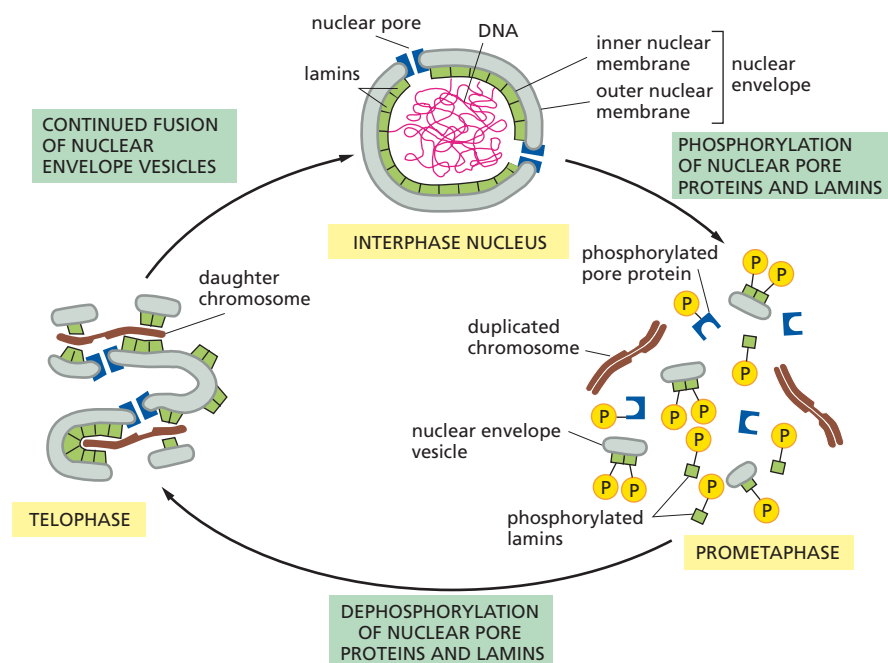 nuclear pore
DNA
lamins
inner nuclear
membrane
outer nuclear
membrane
nuclear
envelope
CONTINUED FUSION
OF NUCLEAR
ENVELOPE VESICLES
PHOSPHORYLATION
OF NUCLEAR PORE
PROTEINS AND LAMINS
INTERPHASE NUCLEUS
daughter
chromosome
phosphorylated
pore protein
P
P
P
duplicated
chromosome
P
P
P
P
P
P
nuclear envelope
vesicle
P
P
P
P
phosphorylated
lamins
TELOPHASE
PROMETAPHASE
DEPHOSPHORYLATION
OF NUCLEAR PORE
PROTEINS AND LAMINS